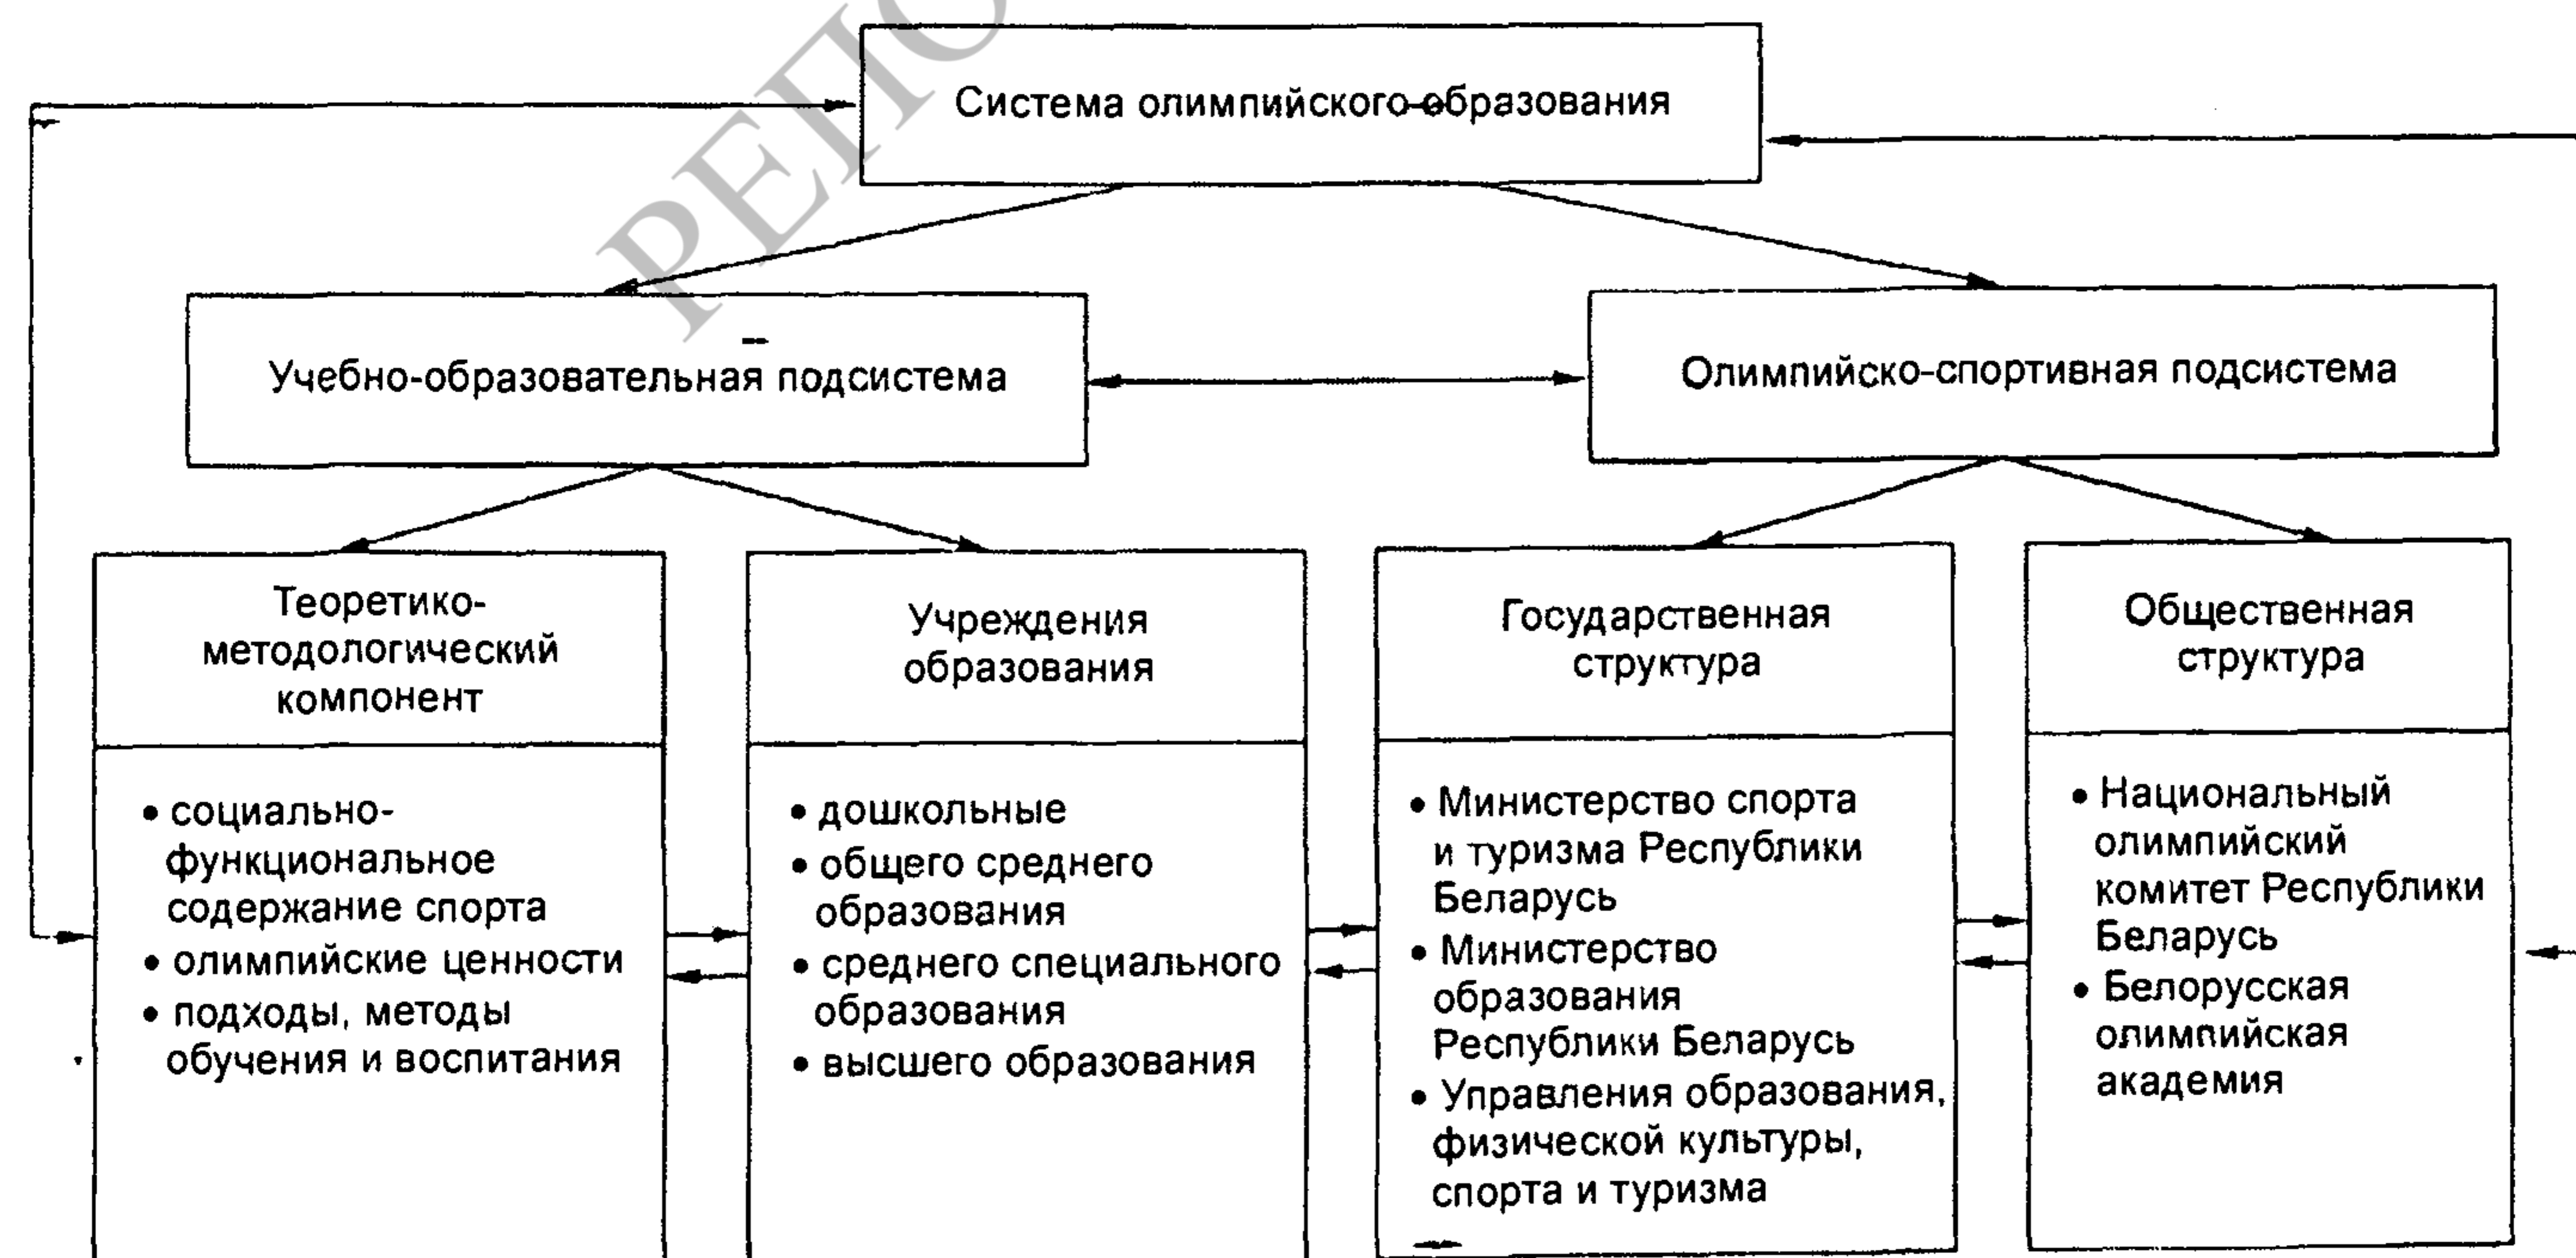 РЕПО
Система олимпийского образования
Учебно-образовательная подсистема
Олимпийско-спортивная подсистема
Теоретико-
методологический
компонент
• социально-
функциональное
содержание спорта
• олимпийские ценности
• подходы, методы
обучения и воспитания
Учреждения
образования
• дошкольные
• общего среднего
образования
• среднего специального
образования
• высшего образования
Государственная
структура
• Министерство спорта
и туризма Республики
Беларусь
• Министерство
образования
Республики Беларусь
• Управления образования,
физической культуры,
спорта и туризма
Общественная
структура
• Национальный
олимпийский
комитет Республики
Беларусь
• Белорусская
олимпийская
академия